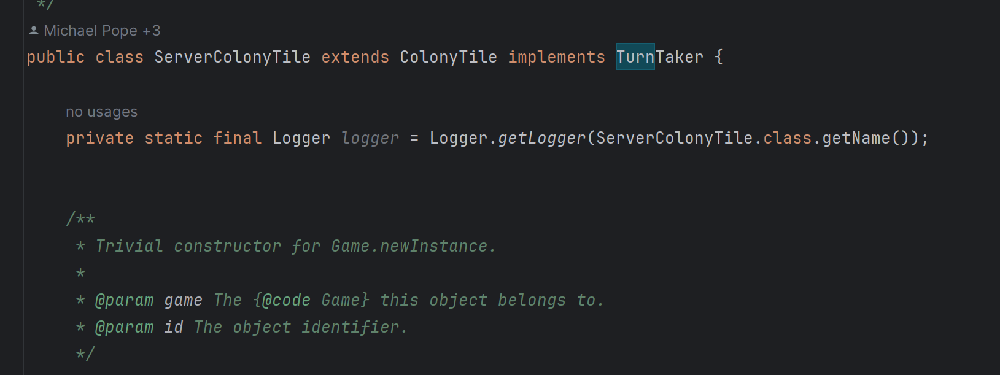 */
Michael Pope +3
public class ServerColonyTile extends ColonyTile implements TurnTaker {
no usages
private static final Logger logger = Logger.getLogger(ServerColonyTile.class.getName());
/**
* Trivial constructor for Game.newInstance.
*
* @param game The {@code Game} this object belongs to.
* @param id The object identifier.
*/